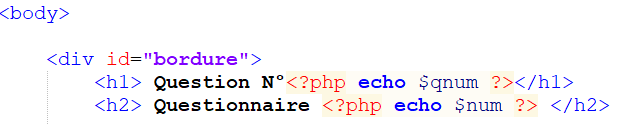 <body>
<div id="bordure">
<h1> Question N°<?php echo $qnum ?></h1>
<h2> Questionnaire <?php echo $num ?> </h2>